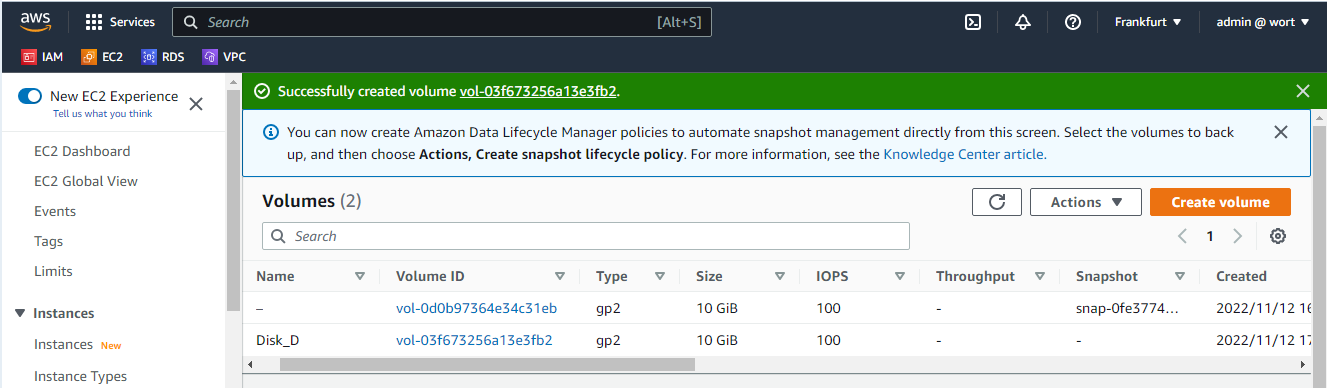 aws Services Search [Alt+S] Frankfurt admin @ wort
IAM EC2 RDS VPC
New EC2 Experience
Tell us what you think
EC2 Dashboard
EC2 Global View
Events
Tags
Limits
Instances
Instances New
Instance Types
Successfully created volume vol-03f673256a13e3fb2.
You can now create Amazon Data Lifecycle Manager policies to automate snapshot management directly from this screen. Select the volumes to back
up, and then choose Actions, Create snapshot lifecycle policy. For more information, see the Knowledge Center article.
Volumes (2) Actions Create volume
Search 1
Name Volume ID Type Size IOPS Throughput Snapshot Created
– vol-0d0b97364e34c31eb gp2 10 GiB 100 - snap-0fe3774... 2022/11/12 16
Disk_D vol-03f673256a13e3fb2 gp2 10 GiB 100 - - 2022/11/12 17